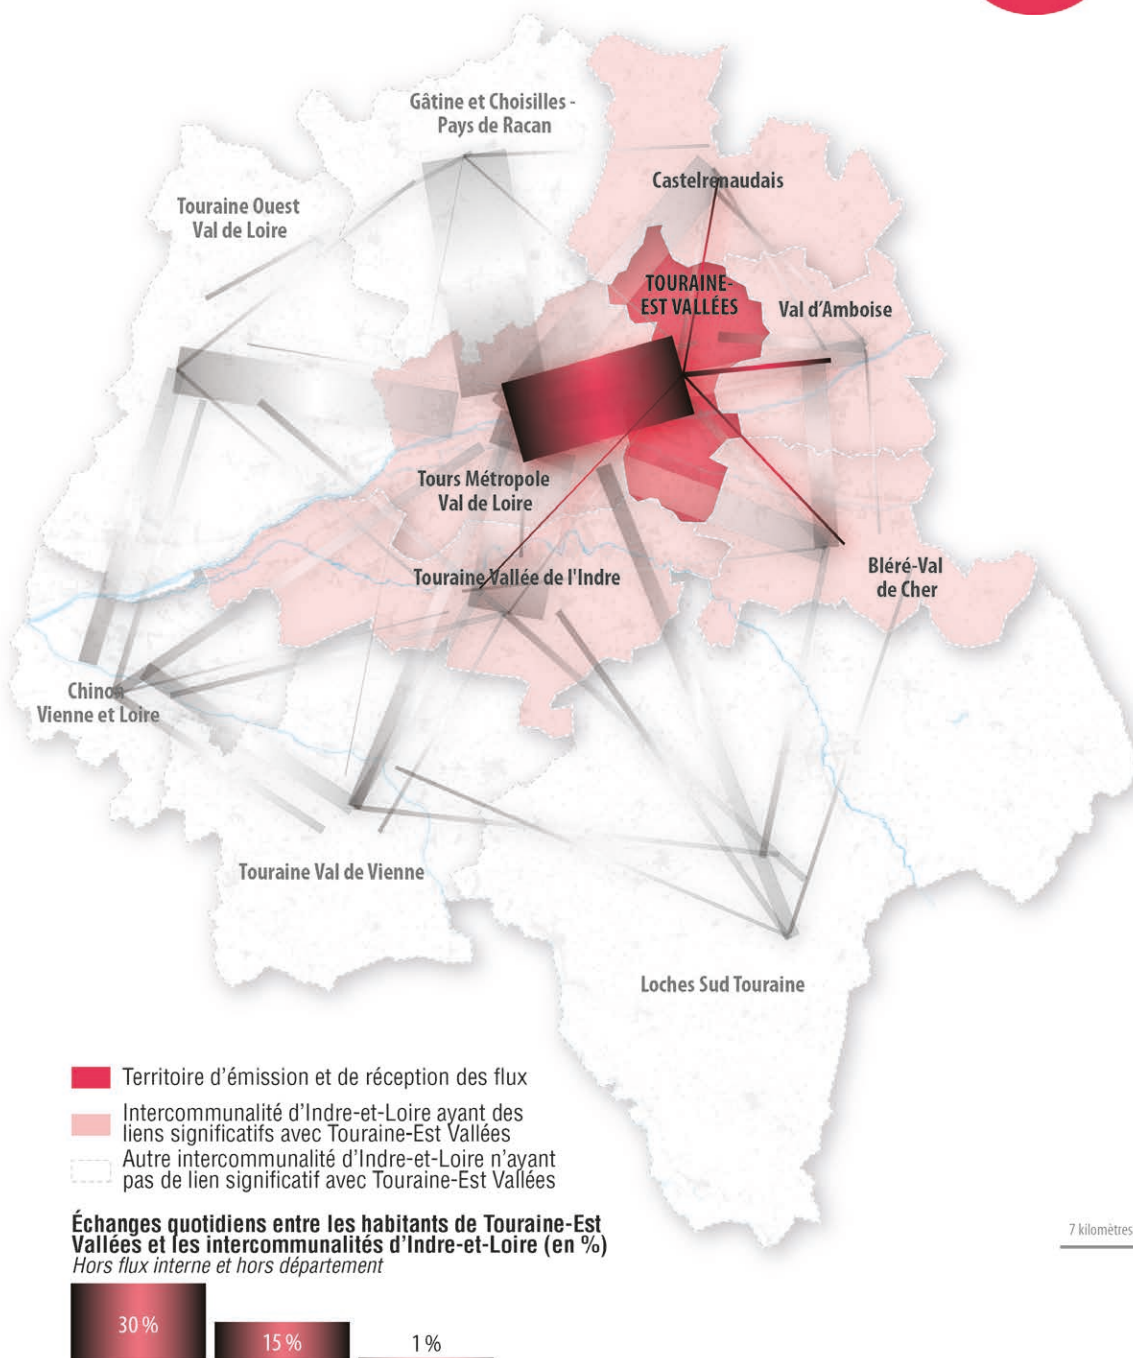 Gâtine et Choisilles -
Pays de Racan
Castelrenaudais
Touraine Ouest
Val de Loire
TOURAINE-
EST VALLÉES
Val d'Amboise
Tours Métropole
Val de Loire
Touraine Vallée de l'Indre
Bléré-Val
de Cher
Chinon
Vienne et Loire
Touraine Val de Vienne
Loches Sud Touraine
Territoire d'émission et de réception des flux
Intercommunalité d'Indre-et-Loire ayant des
liens significatifs avec Touraine-Est Vallées
Autre intercommunalité d'Indre-et-Loire n'ayant
pas de lien significatif avec Touraine-Est Vallées
Échanges quotidiens entre les habitants de Touraine-Est
Vallées et les intercommunalités d'Indre-et-Loire (en %)
Hors flux interne et hors département
7 kilomètres
30 %
15 %
1 %